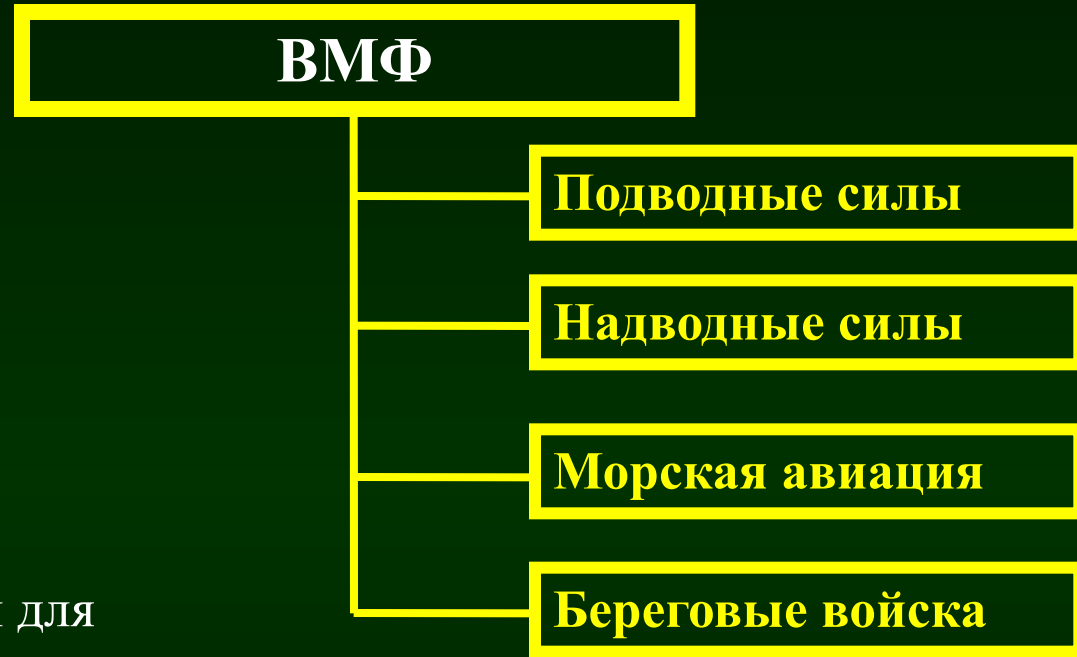 ВМФ
Подводные силы
Надводные силы
Морская авиация
Береговые войска
для